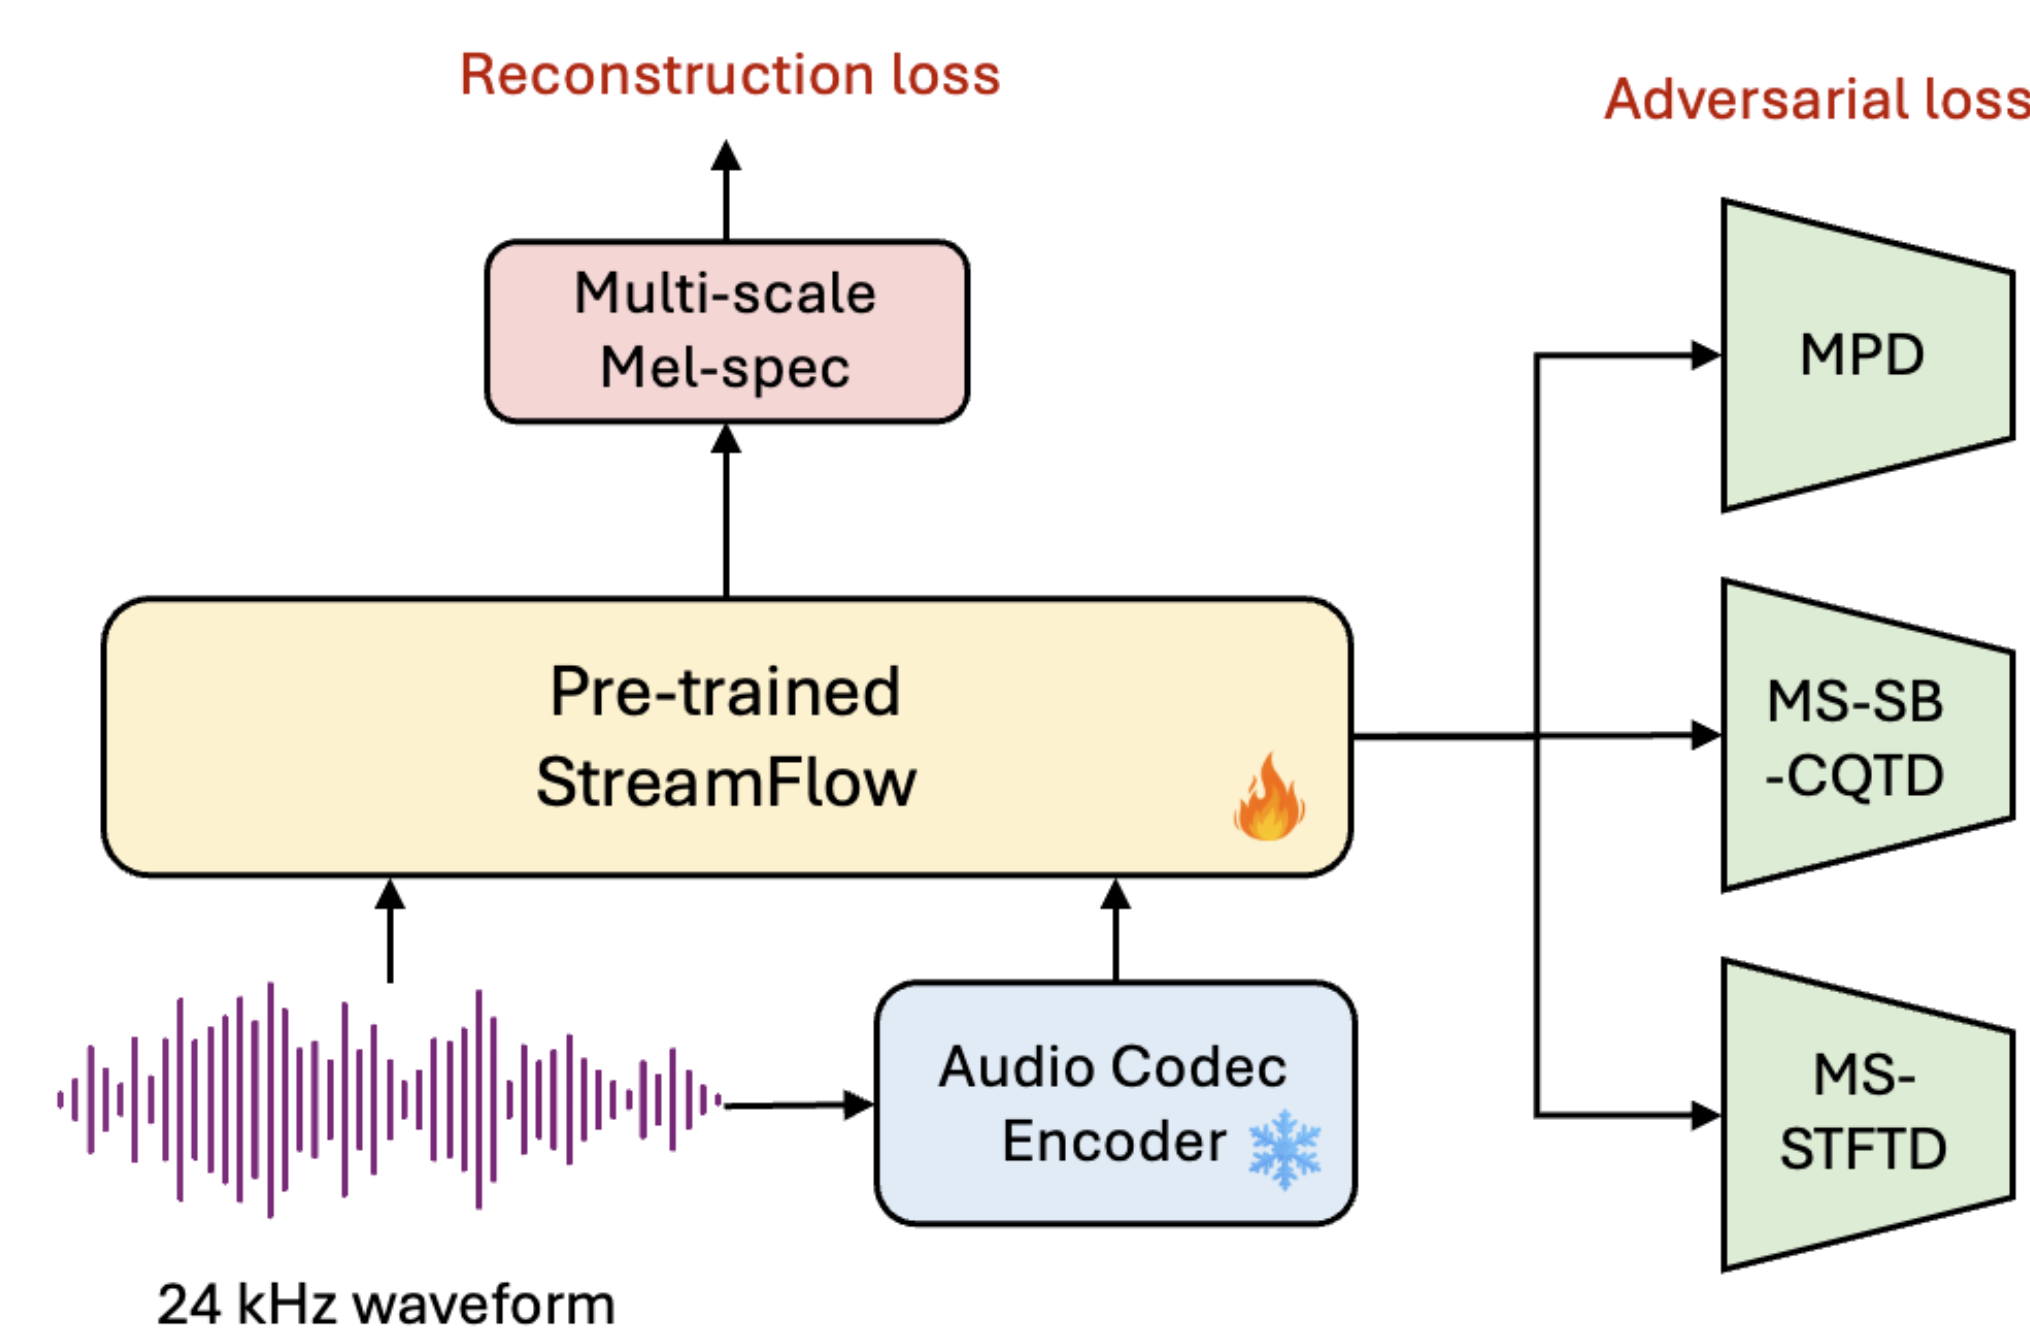 Reconstruction loss
Adversarial loss
Multi-scale
Mel-spec
MPD
Pre-trained
StreamFlow
MS-SB
-CQTD
Audio Codec
Encoder
MS-
STFTD
24 kHz waveform